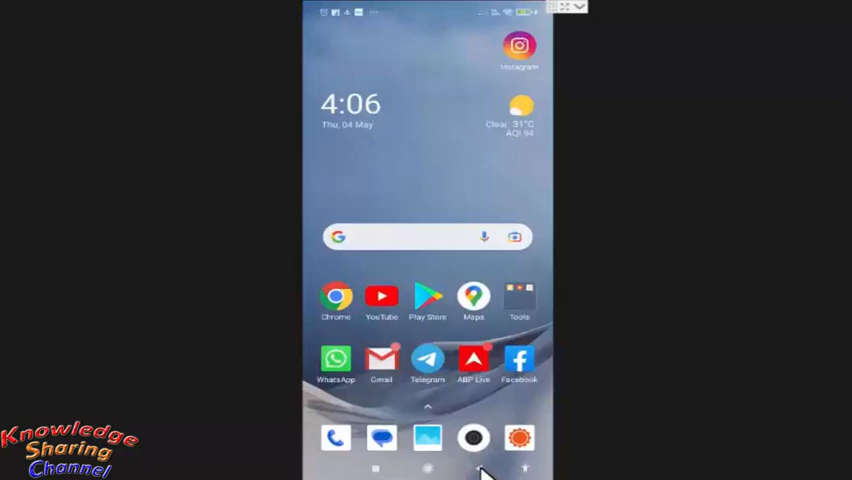 Instagram
4:06
Thu, 04 May
Clear 31°C
AQI 94
Chrome
YouTube
Play Store
Maps
Tools
WhatsApp
Gmail
Telegram
ABP Live
Facebook
Knowledge
Sharing
Channel